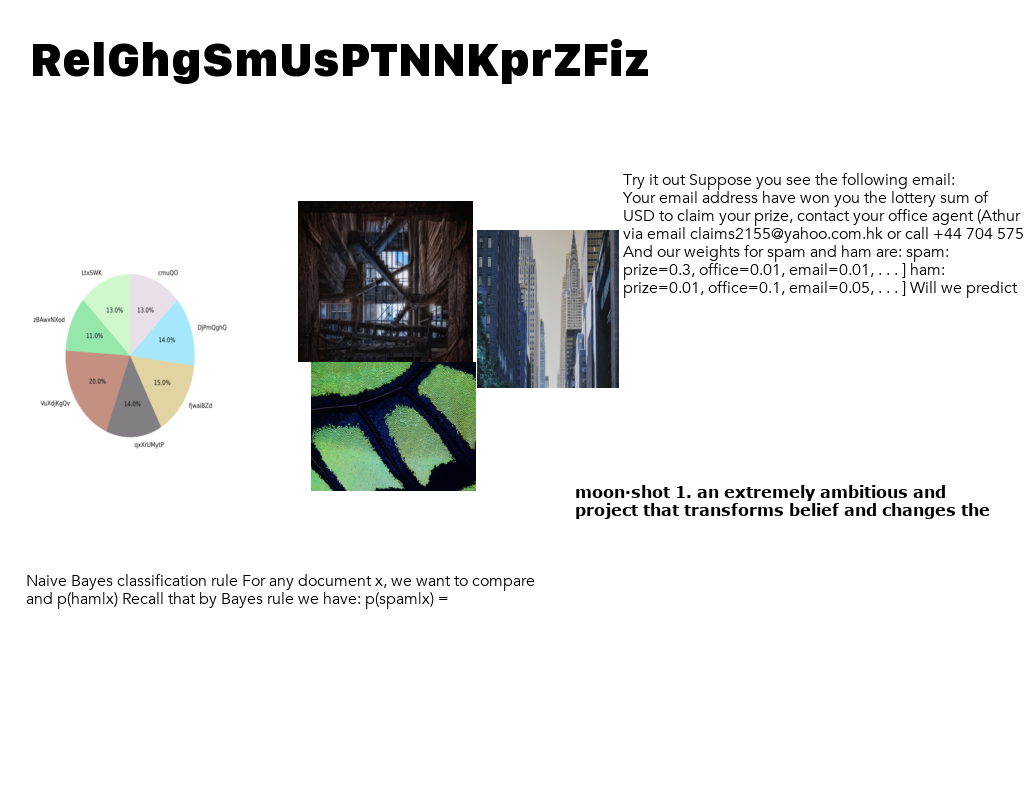 RelGhgSmUsPTNNKprZFiz
Try it out Suppose you see the following email:
Your email address have won you the lottery sum of
USD to claim your prize, contact your office agent (Athur
via email claims2155@yahoo.com.hk or call +44 704 575
And our weights for spam and ham are: spam:
prize=0.3, office=0.01, email=0.01, . . . ] ham:
prize=0.01, office=0.1, email=0.05, . . . ] Will we predict
LtxSWK
cmuQO
zBAwxNXod
DjPmQghQ
VuXdjKgQv
fjwaiBZd
qxXrUMytP
13.0%
13.0%
11.0%
14.0%
20.0%
15.0%
14.0%
moon·shot 1. an extremely ambitious and
project that transforms belief and changes the
Naive Bayes classification rule For any document x, we want to compare
and p(ham|x) Recall that by Bayes rule we have: p(spam|x) =